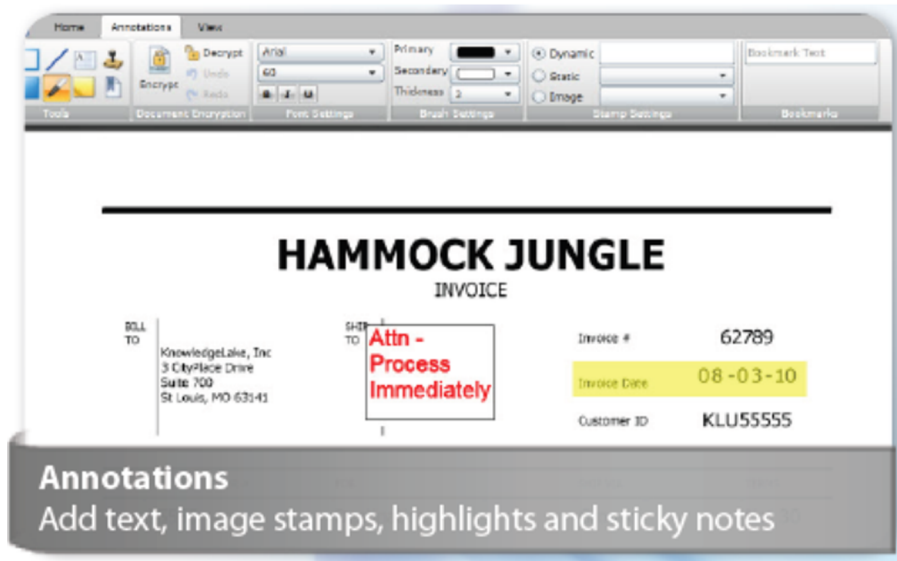 Home Annotations View
Decrypt Arial Primary Dynamic Bookmark Text
Undo 60 Secondary Static
Encrypt Redo B I U Thickness 2 Image
Tools Document Encryption Font Settings Brush Settings Stamp Settings Bookmarks
HAMMOCK JUNGLE
INVOICE
BILL TO
KnowledgeLake, Inc
3 CityPlace Drive
Suite 700
St Louis, MO 63141
SHIP TO
Attn -
Process
Immediately
Invoice # 62789
Invoice Date 08-03-10
Customer ID KLU55555
Annotations
Add text, image stamps, highlights and sticky notes